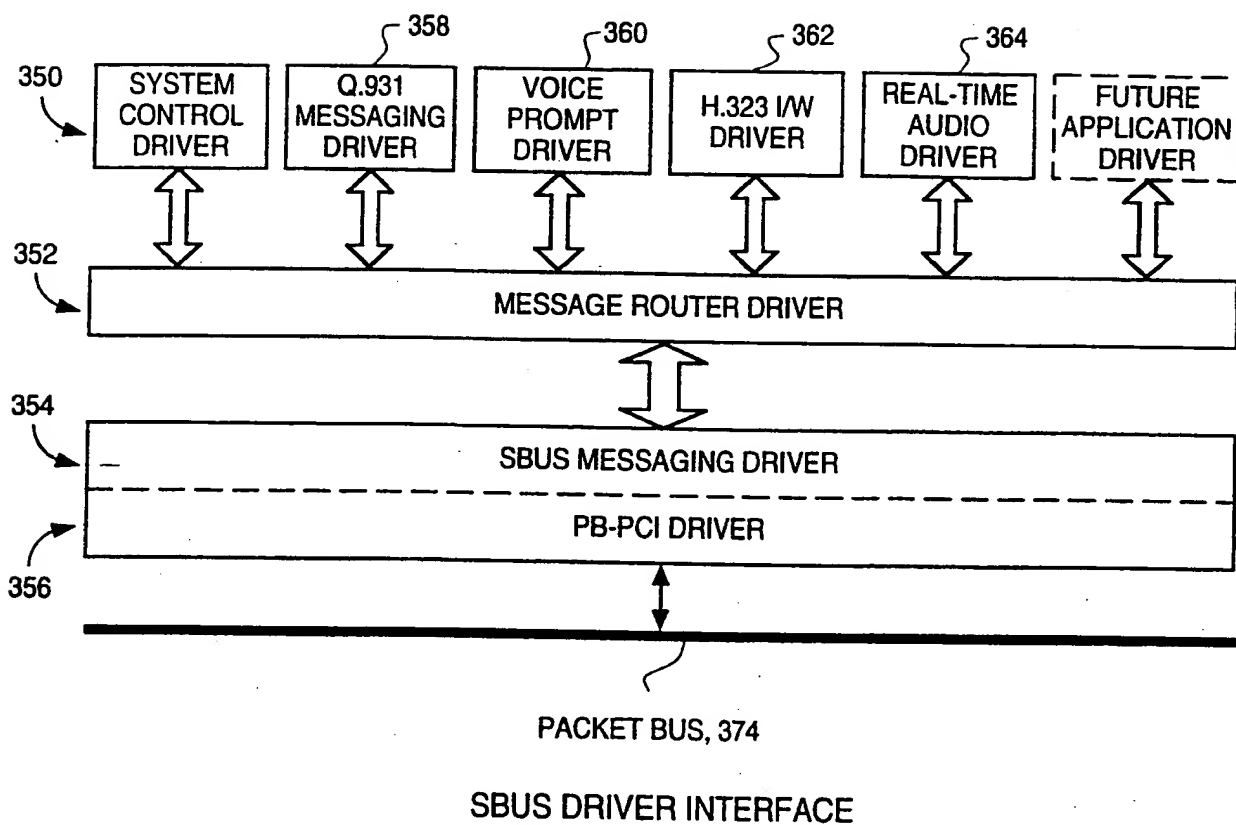 358
360
362
364
350
SYSTEM
CONTROL
DRIVER
Q.931
MESSAGING
DRIVER
VOICE
PROMPT
DRIVER
H.323 I/W
DRIVER
REAL-TIME
AUDIO
DRIVER
FUTURE
APPLICATION
DRIVER
352
MESSAGE ROUTER DRIVER
354
SBUS MESSAGING DRIVER
PB-PCI DRIVER
356
PACKET BUS, 374
SBUS DRIVER INTERFACE